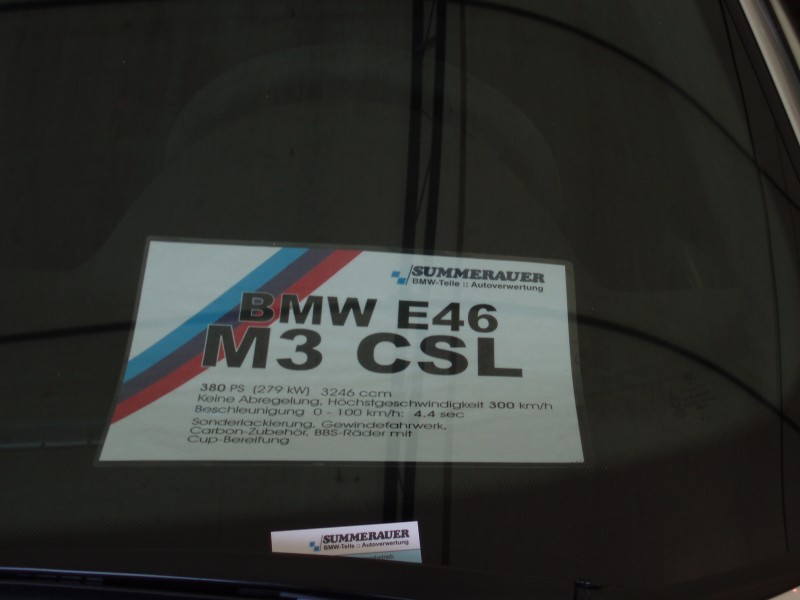 SUMMERAUER
BMW-Teile :: Autoverwertung
BMW E46
M3 CSL
380 PS (279 kW) 3246 ccm
Keine Abregelung, Höchstgeschwindigkeit 300 km/h
Beschleunigung 0 - 100 km/h: 4.4 sec
Sonderlackierung, Gewindefahrwerk,
Carbon-Zubehör, BBS-Räder mit
Cup-Bereifung
SUMMERAUER
BMW-Teile :: Autoverwertung